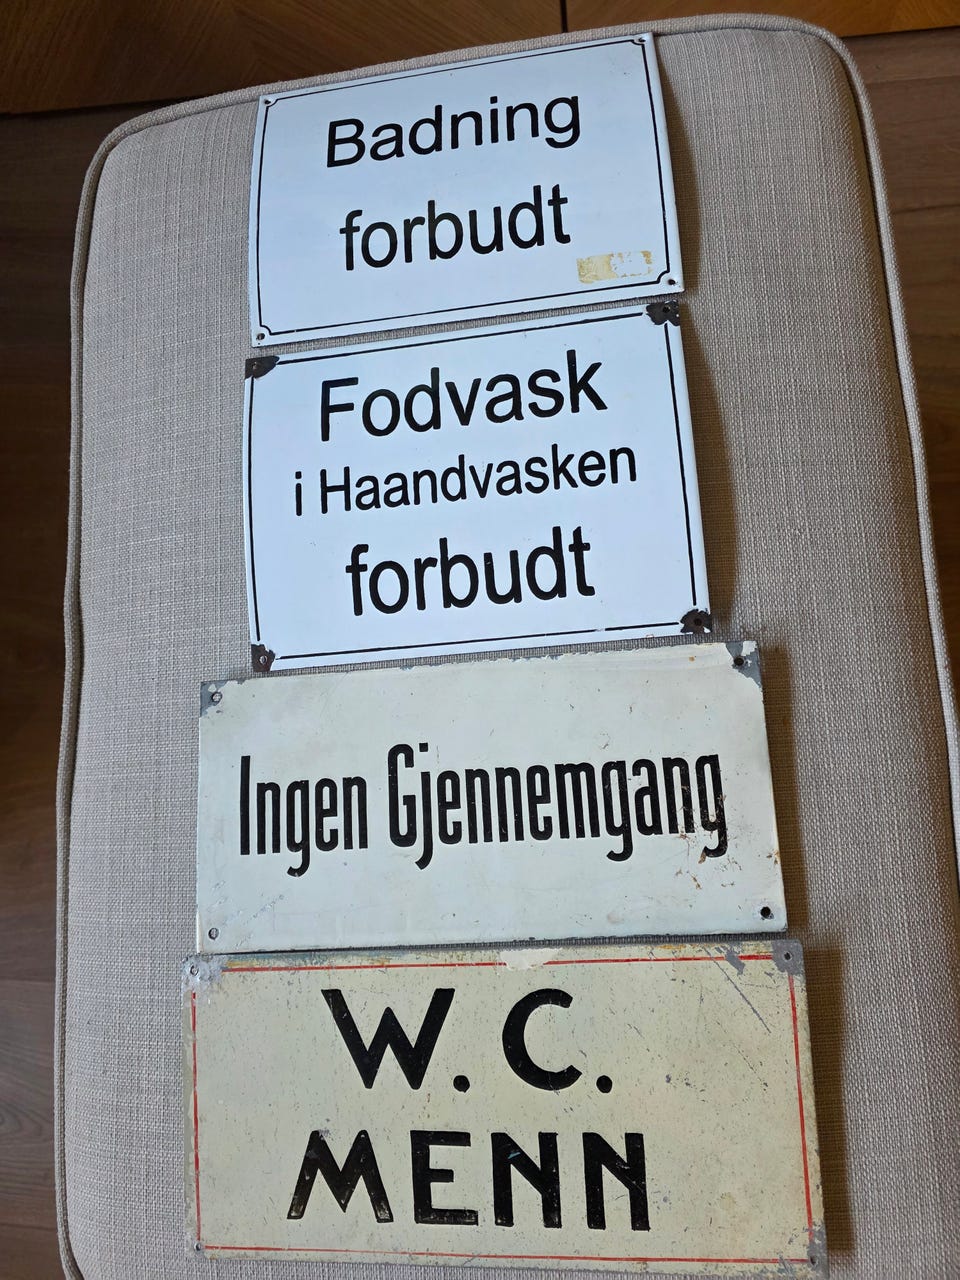 Badning
forbudt
Fodvask
i Haandvasken
forbudt
Ingen Gjennemgang
W.C.
MENN